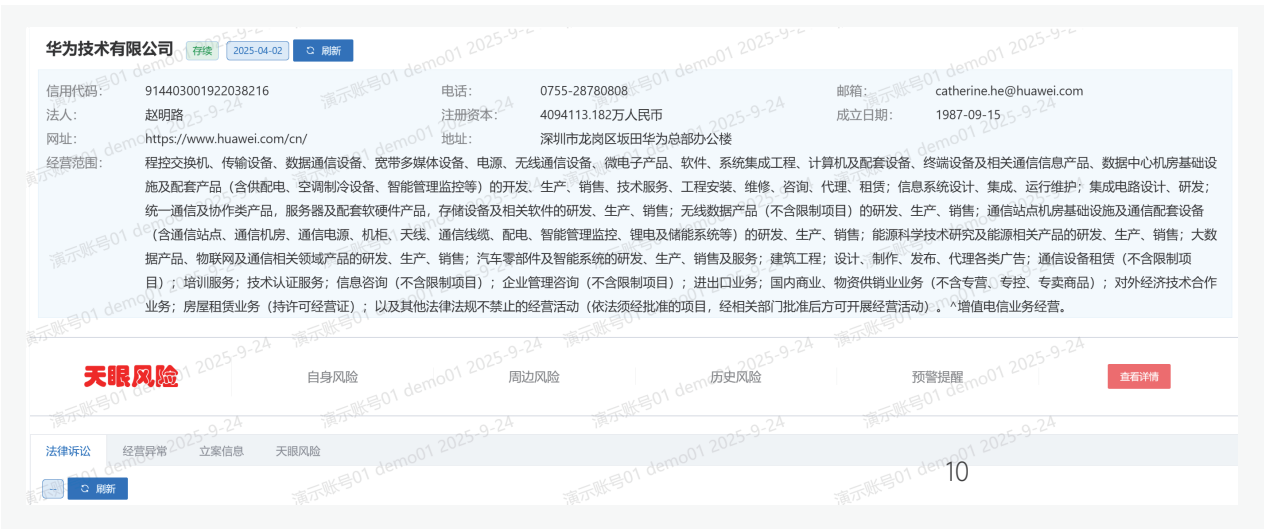 华为技术有限公司 存续 2025-04-02 刷新
信用代码： 914403001922038216 电话： 0755-28780808 邮箱： catherine.he@huawei.com
法人： 赵明路 注册资本： 4094113.182万人民币 成立日期： 1987-09-15
网址： https://www.huawei.com/cn/ 地址： 深圳市龙岗区坂田华为总部办公楼
经营范围： 程控交换机、传输设备、数据通信设备、宽带多媒体设备、电源、无线通信设备、微电子产品、软件、系统集成工程、计算机及配套设备、终端设备及相关通信信息产品、数据中心机房基础设
施及配套产品（含供配电、空调制冷设备、智能管理监控等）的开发、生产、销售、技术服务、工程安装、维修、咨询、代理、租赁；信息系统设计、集成、运行维护；集成电路设计、研发；
统一通信及协作类产品，服务器及配套软硬件产品，存储设备及相关软件的研发、生产、销售；无线数据产品（不含限制项目）的研发、生产、销售；通信站点机房基础设施及通信配套设备
（含通信站点、通信机房、通信电源、机柜、天线、通信线缆、配电、智能管理监控、锂电及储能系统等）的研发、生产、销售；能源科学技术研究及能源相关产品的研发、生产、销售；大数
据产品、物联网及通信相关领域产品的研发、生产、销售；汽车零部件及智能系统的研发、生产、销售及服务；建筑工程；设计、制作、发布、代理各类广告；通信设备租赁（不含限制项
目）；培训服务；技术认证服务；信息咨询（不含限制项目）；企业管理咨询（不含限制项目）；进出口业务；国内商业、物资供销业业务（不含专营、专控、专卖商品）；对外经济技术合作
业务；房屋租赁业务（持许可经营证）；以及其他法律法规不禁止的经营活动（依法须经批准的项目，经相关部门批准后方可开展经营活动）。^增值电信业务经营。
天眼风险 自身风险 周边风险 历史风险 预警提醒 查看详情
法律诉讼 经营异常 立案信息 天眼风险
10
-- 刷新
演示账号01 demo01 2025-9-24